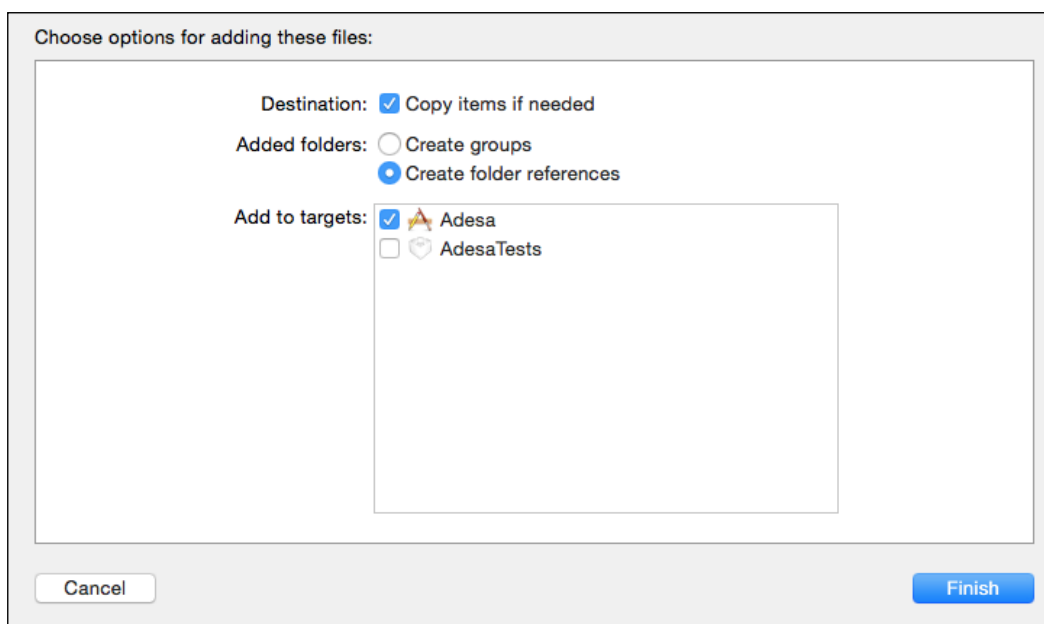 Choose options for adding these files:
Destination: Copy items if needed
Added folders: Create groups
Create folder references
Add to targets: Adesa
AdesaTests
Cancel Finish